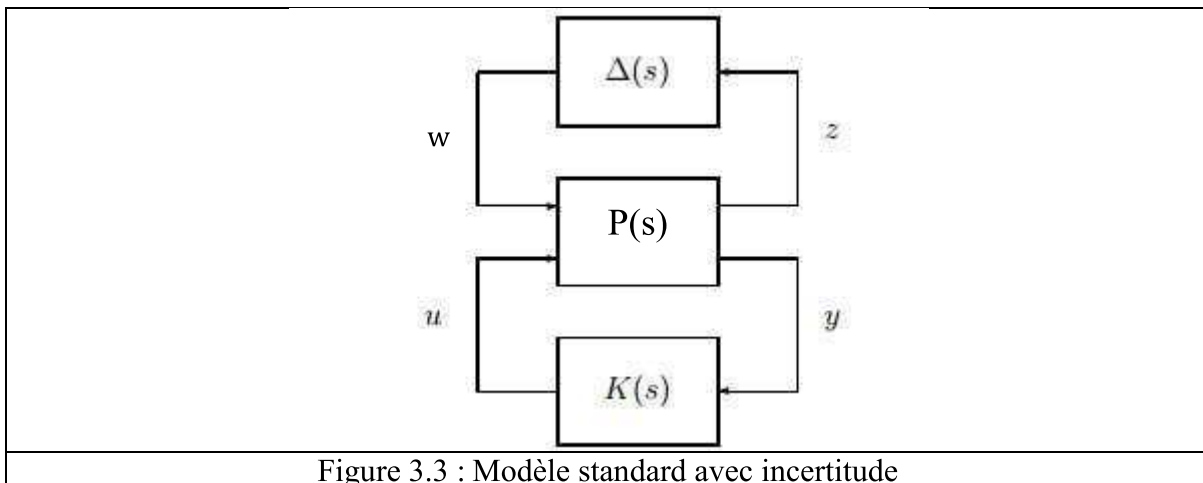 Δ(s)
w
z
P(s)
u
y
K(s)
Figure 3.3 : Modèle standard avec incertitude